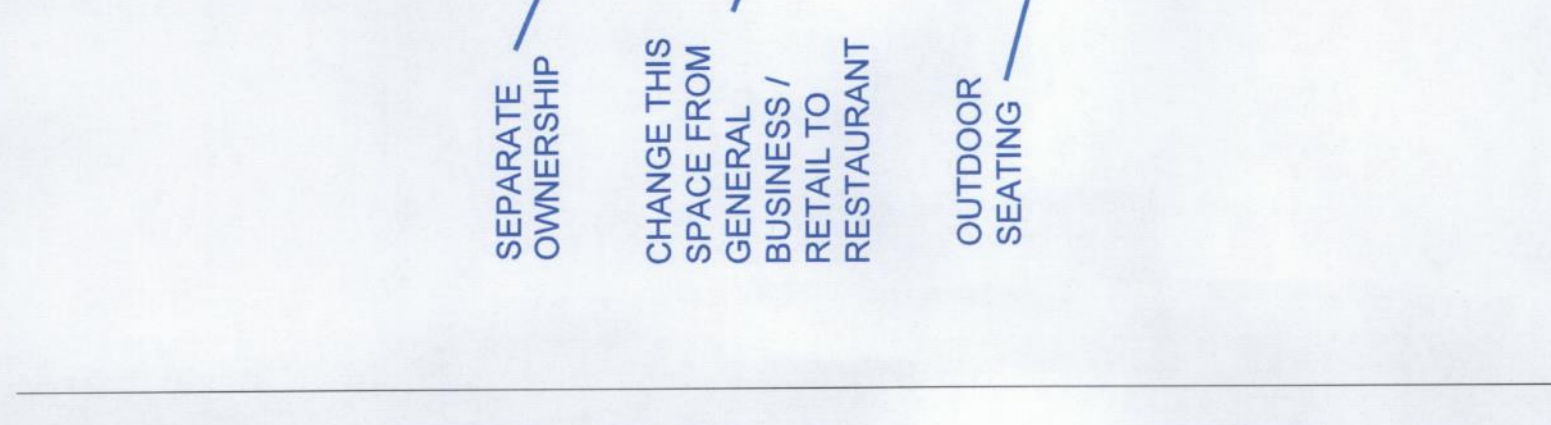 SEPARATE
OWNERSHIP
CHANGE THIS
SPACE FROM
GENERAL
BUSINESS /
RETAIL TO
RESTAURANT
OUTDOOR
SEATING